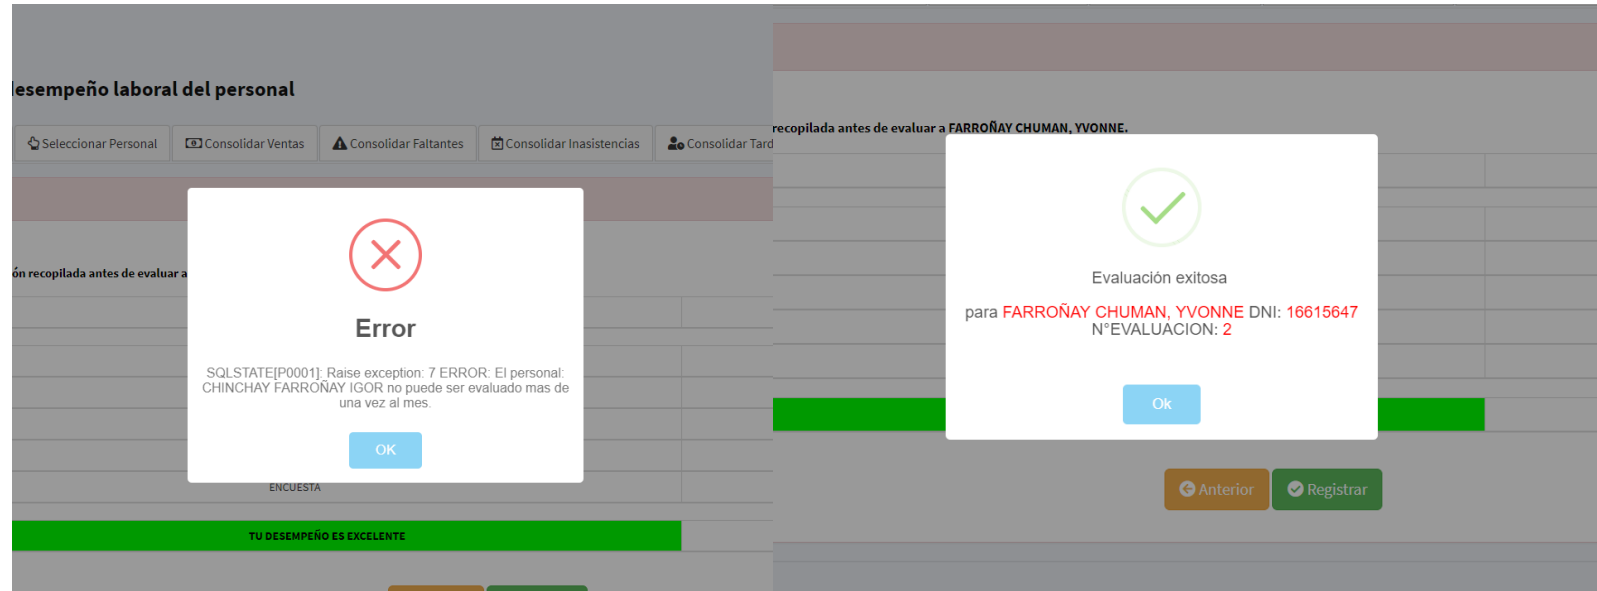 desempeño laboral del personal
Seleccionar Personal
Consolidar Ventas
Consolidar Faltantes
Consolidar Inasistencias
Consolidar Tard
ón recopilada antes de evaluar a
Error
SQLSTATE[P0001]: Raise exception: 7 ERROR: El personal:
CHINCHAY FARROÑAY IGOR no puede ser evaluado mas de
una vez al mes.
OK
ENCUESTA
TU DESEMPEÑO ES EXCELENTE
recopilada antes de evaluar a FARROÑAY CHUMAN, YVONNE.
Evaluación exitosa
para FARROÑAY CHUMAN, YVONNE DNI: 16615647
N°EVALUACION: 2
Ok
Anterior
Registrar